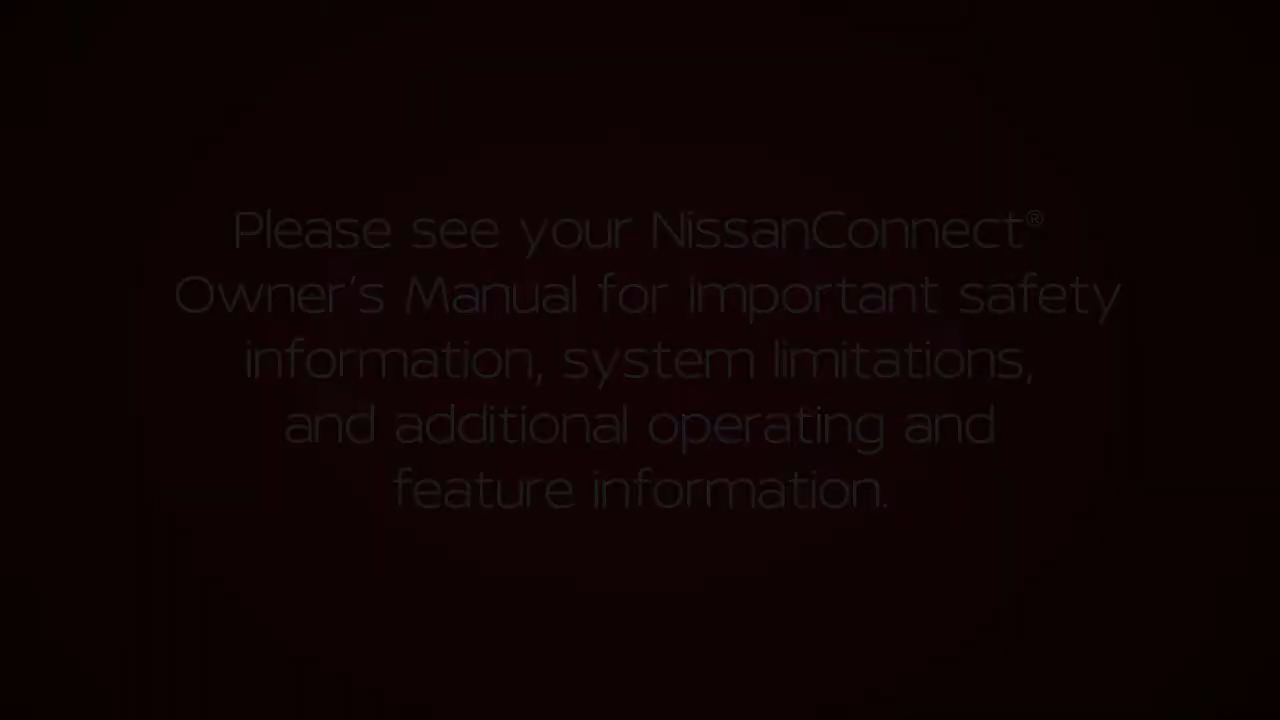 Please see your NissanConnect®
Owner's Manual for important safety
information, system limitations,
and additional operating and
feature information.